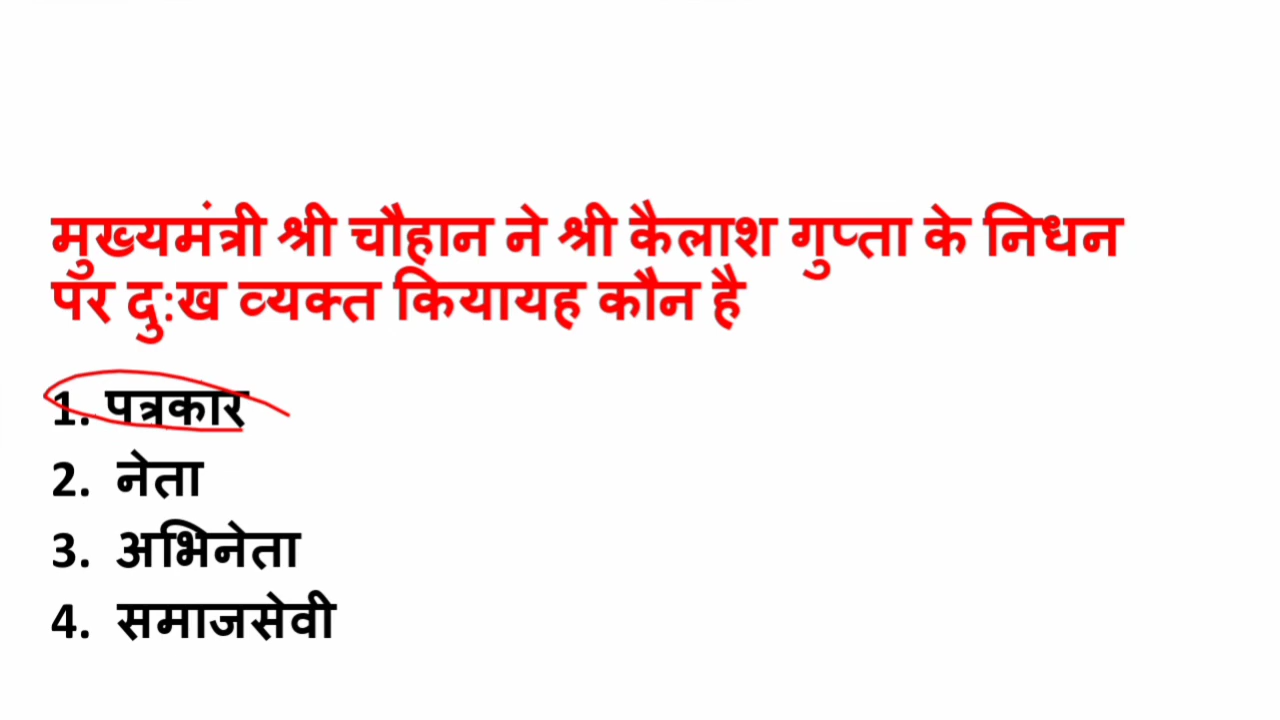 मुख्यमंत्री श्री चौहान ने श्री कैलाश गुप्ता के निधन
पर दु:ख व्यक्त कियायह कौन है
1. पत्रकार
2. नेता
3. अभिनेता
4. समाजसेवी